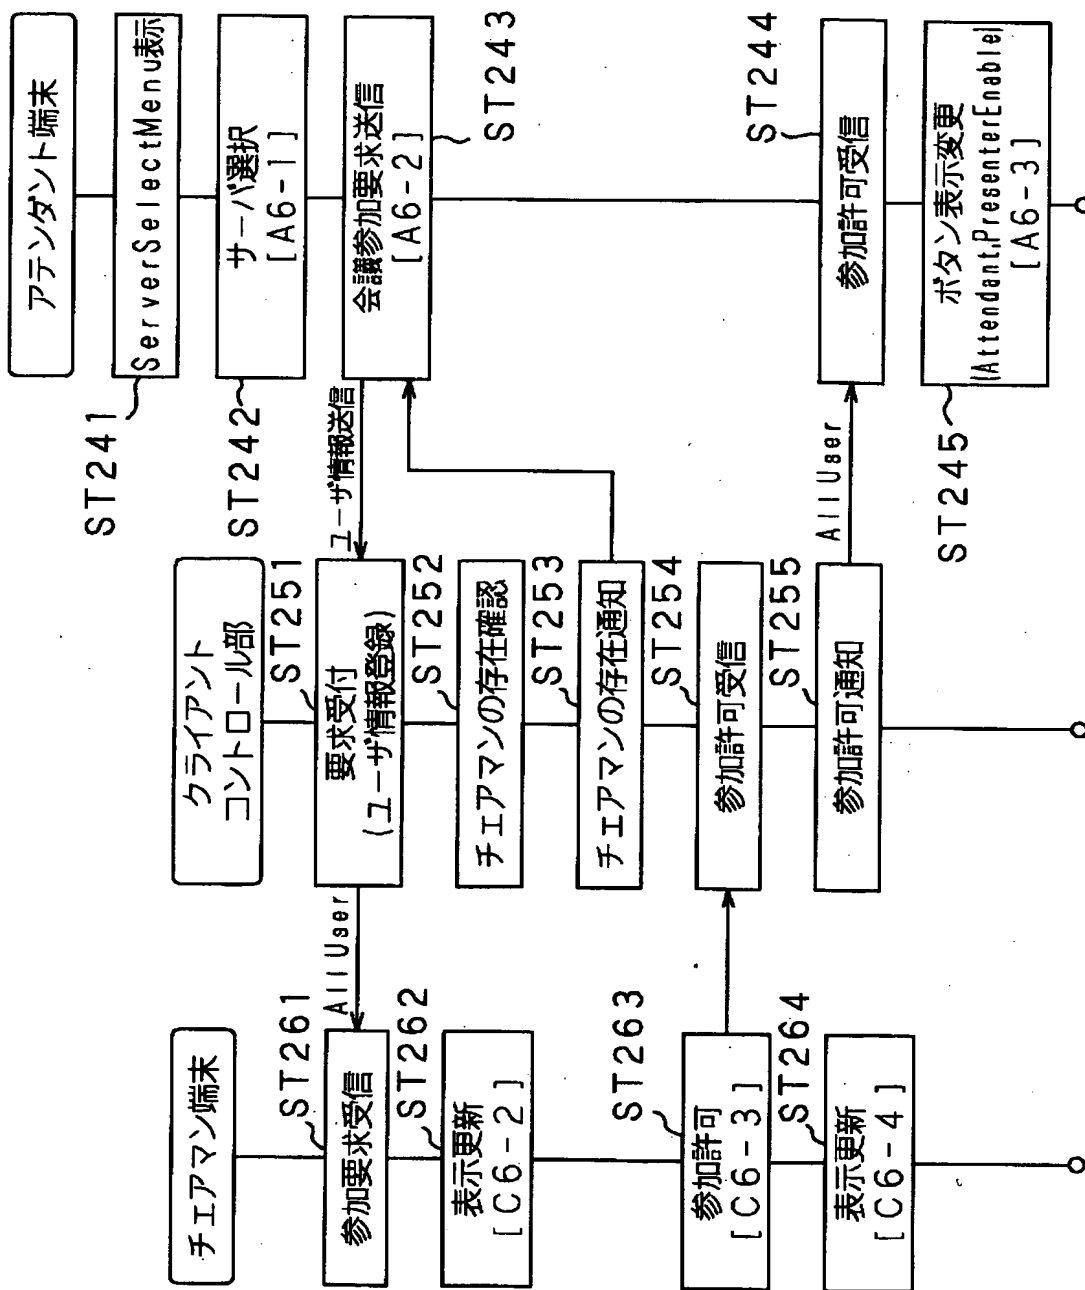 チェアマン端末
ST261
参加要求受信
ST262
表示更新
[C6-2]
ST263
参加許可
[C6-3]
ST264
表示更新
[C6-4]
AllUser
クライアント
コントロール部
ST251
要求受付
(ユーザ情報登録)
ST252
チェアマンの存在確認
ST253
チェアマンの存在通知
ST254
参加許可受信
ST255
参加許可通知
ユーザ情報送信
AllUser
アテンダント端末
ST241
ServerSelectMenu表示
ST242
サーバ選択
[A6-1]
会議参加要求送信
[A6-2]
ST243
ST244
参加許可受信
ST245
ボタン表示変更
(Attendant,PresenterEnable)
[A6-3]